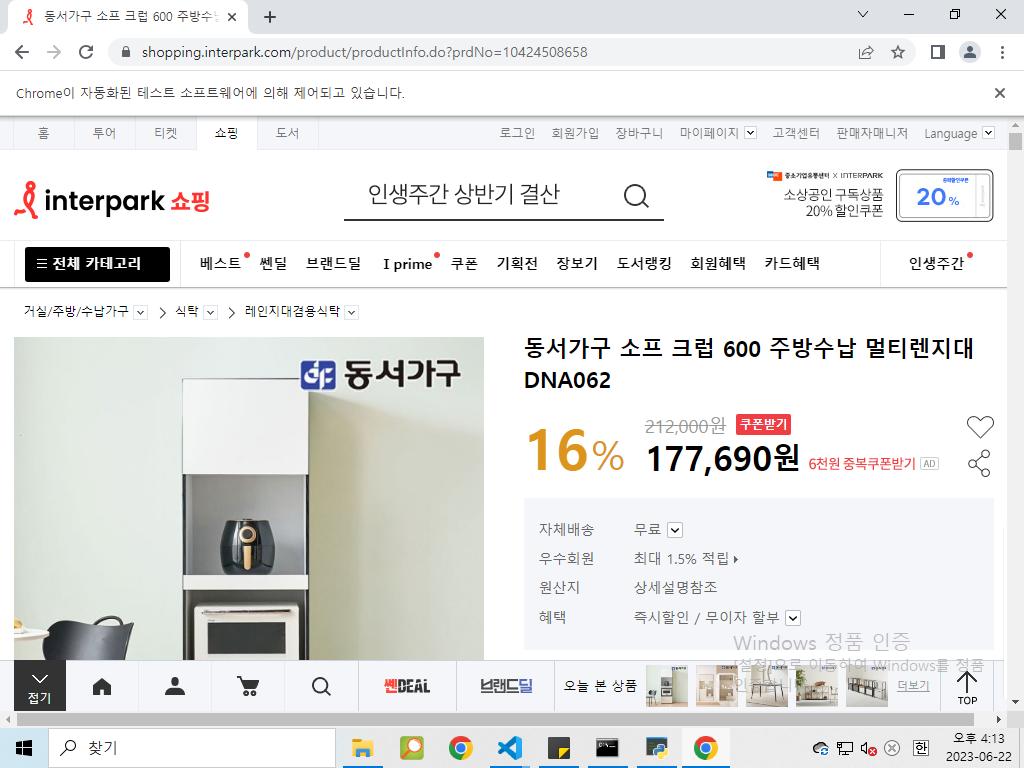 동서가구 소프 크럽 600 주방수납
shopping.interpark.com/product/productInfo.do?prdNo=10424508658
Chrome이 자동화된 테스트 소프트웨어에 의해 제어되고 있습니다.
홈 투어 티켓 쇼핑 도서 로그인 회원가입 장바구니 마이페이지 고객센터 판매자매니저 Language
interpark 쇼핑
인생주간 상반기 결산
중소기업유통센터 X INTERPARK
소상공인 구독상품
20% 할인쿠폰
20%
전체 카테고리 베스트 쎈딜 브랜드딜 I prime 쿠폰 기획전 장보기 도서랭킹 회원혜택 카드혜택 인생주간
거실/주방/수납가구 식탁 레인지대겸용식탁
동서가구
동서가구 소프 크럽 600 주방수납 멀티렌지대
DNA062
16%
212,000원 쿠폰받기
177,690원 6천원 중복쿠폰받기 AD
자체배송 무료
우수회원 최대 1.5% 적립
원산지 상세설명참조
혜택 즉시할인 / 무이자 할부
Windows 정품 인증
[설정]으로 이동하여 Windows를 정품
인증합니다.
접기
쎈DEAL
브랜드딜
오늘 본 상품
더보기
TOP
찾기
한
오후 4:13
2023-06-22